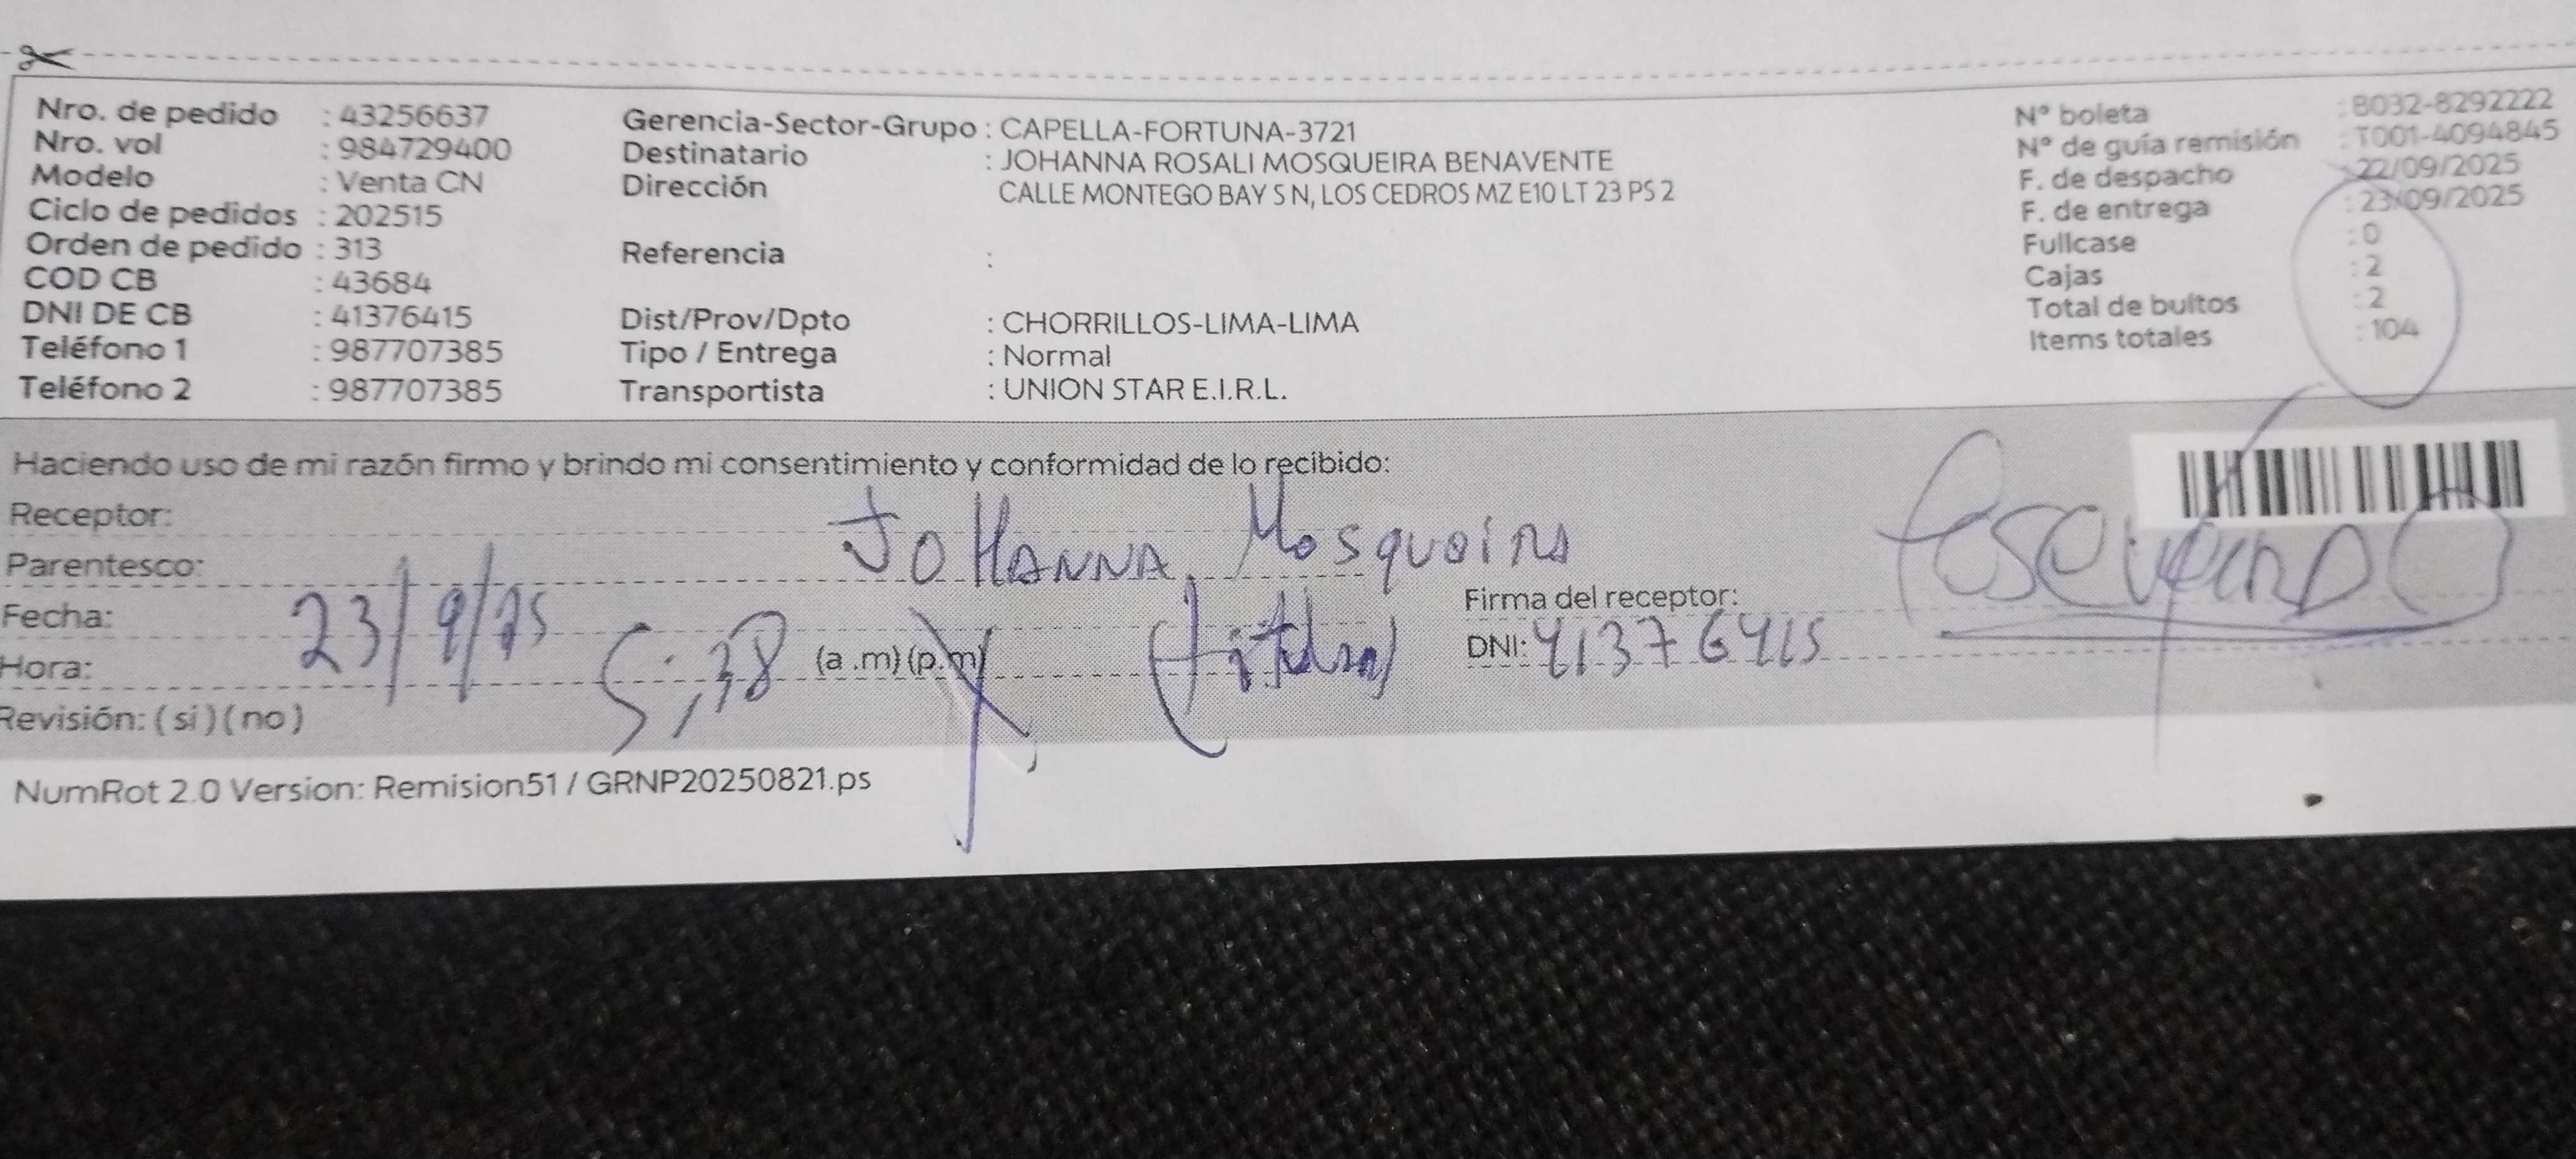 Nro. de pedido : 43256637
Nro. vol : 984729400
Modelo : Venta CN
Ciclo de pedidos : 202515
Orden de pedido : 313
COD CB : 43684
DNI DE CB : 41376415
Teléfono 1 : 987707385
Teléfono 2 : 987707385
Gerencia-Sector-Grupo : CAPELLA-FORTUNA-3721
Destinatario : JOHANNA ROSALI MOSQUEIRA BENAVENTE
Dirección CALLE MONTEGO BAY S N, LOS CEDROS MZ E10 LT 23 PS 2
Referencia :
Dist/Prov/Dpto : CHORRILLOS-LIMA-LIMA
Tipo / Entrega : Normal
Transportista : UNION STAR E.I.R.L.
N° boleta : B032-8292222
N° de guía remisión : T001-4094845
F. de despacho : 22/09/2025
F. de entrega : 23/09/2025
Fullcase : 0
Cajas : 2
Total de bultos : 2
Items totales : 104
Haciendo uso de mi razón firmo y brindo mi consentimiento y conformidad de lo recibido:
Receptor: JOHANNA Mosqueira
Parentesco: (titular)
Fecha: 23/9/25
Hora: 5:38 (a .m) (p.m)
Revisión: ( si ) ( no )
Firma del receptor:
DNI: 41376415
NumRot 2.0 Version: Remision51 / GRNP20250821.ps